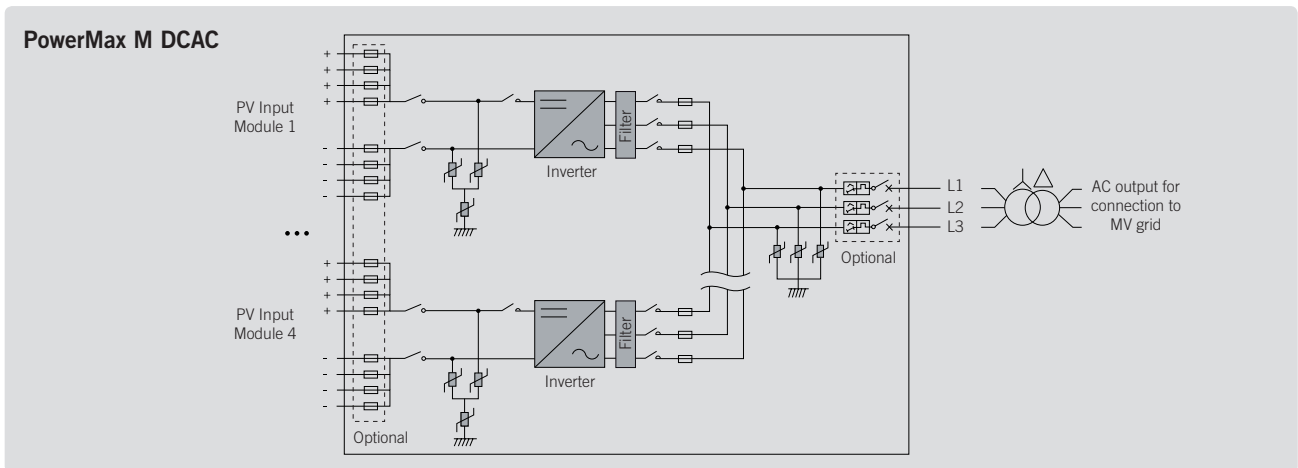 PowerMax M DCAC
+
+
+
+
PV Input
Module 1
-
-
-
-
Inverter
Filter
L1
L2
L3
AC output for
connection to
MV grid
Optional
...
+
+
+
+
PV Input
Module 4
-
-
-
-
Inverter
Filter
Optional